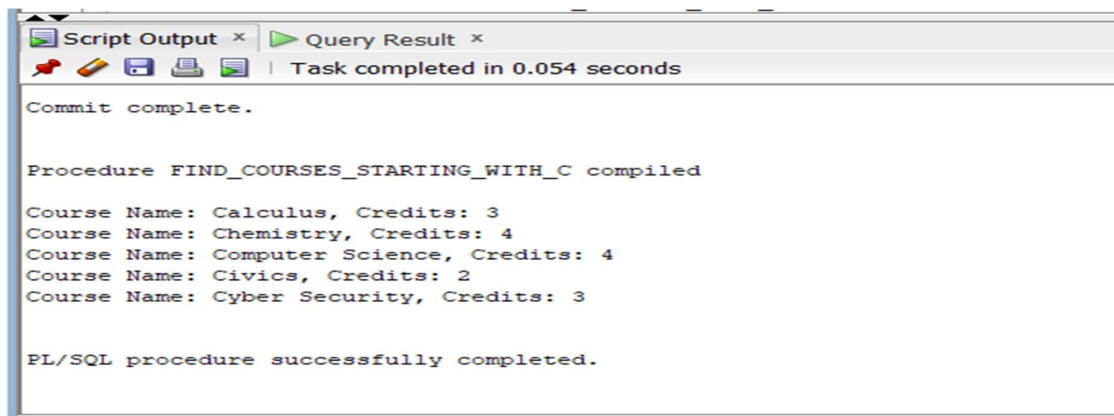 Script Output ×
Query Result ×
Task completed in 0.054 seconds
Commit complete.
Procedure FIND_COURSES_STARTING_WITH_C compiled
Course Name: Calculus, Credits: 3
Course Name: Chemistry, Credits: 4
Course Name: Computer Science, Credits: 4
Course Name: Civics, Credits: 2
Course Name: Cyber Security, Credits: 3
PL/SQL procedure successfully completed.